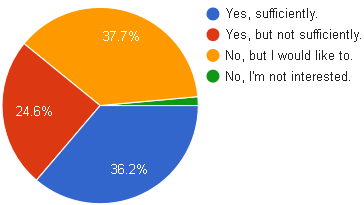 37.7%
24.6%
36.2%
Yes, sufficiently.
Yes, but not sufficiently.
No, but I would like to.
No, I'm not interested.